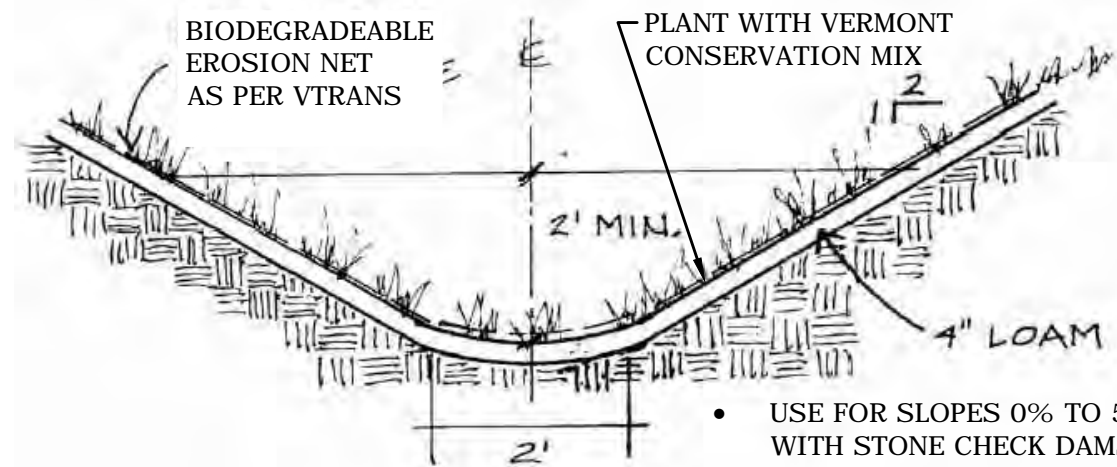 BIODEGRADEABLE
EROSION NET
AS PER VTRANS
PLANT WITH VERMONT
CONSERVATION MIX
2
1
2' MIN.
4" LOAM
2'
• USE FOR SLOPES 0% TO 5
WITH STONE CHECK DAM